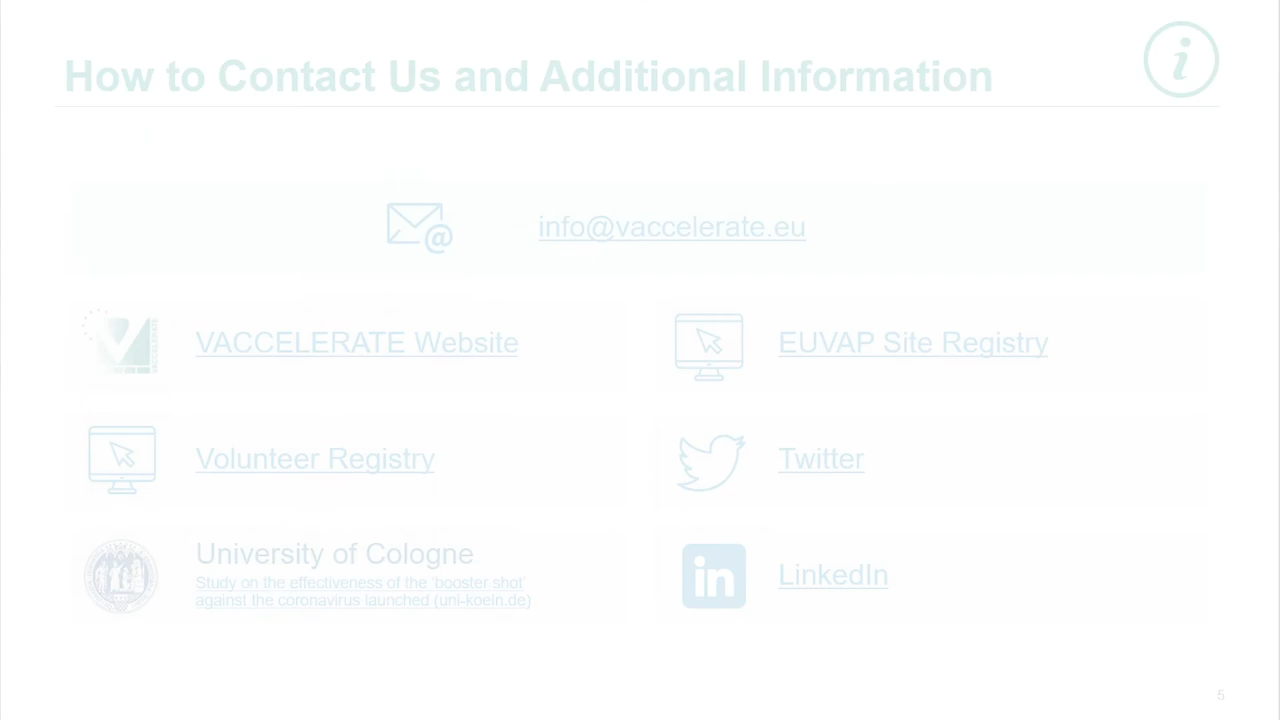 How to Contact Us and Additional Information
info@vaccelerate.eu
VACCELERATE Website
EUVAP Site Registry
Volunteer Registry
Twitter
University of Cologne
Study on the effectiveness of the 'booster shot'
against the coronavirus launched (uni-koeln.de)
LinkedIn
5